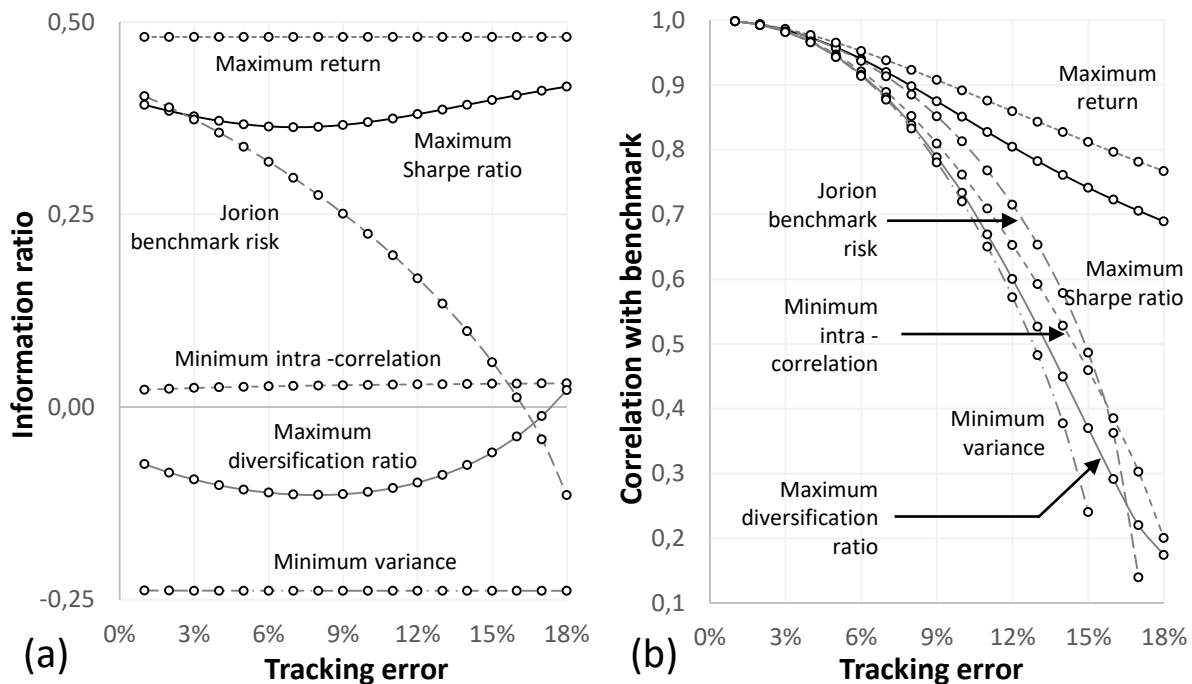 0,50
0,25
0,00
-0,25
Information ratio
Maximum return
Maximum
Sharpe ratio
Jorion
benchmark risk
Minimum intra -correlation
Maximum
diversification ratio
Minimum variance
0%
3%
6%
9%
12%
15%
18%
(a)
Tracking error
1,0
0,9
0,8
0,7
0,6
0,5
0,4
0,3
0,2
0,1
Correlation with benchmark
Maximum
return
Jorion
benchmark
risk
Maximum
Sharpe ratio
Minimum
intra -
correlation
Minimum
variance
Maximum
diversification
ratio
0%
3%
6%
9%
12%
15%
18%
(b)
Tracking error